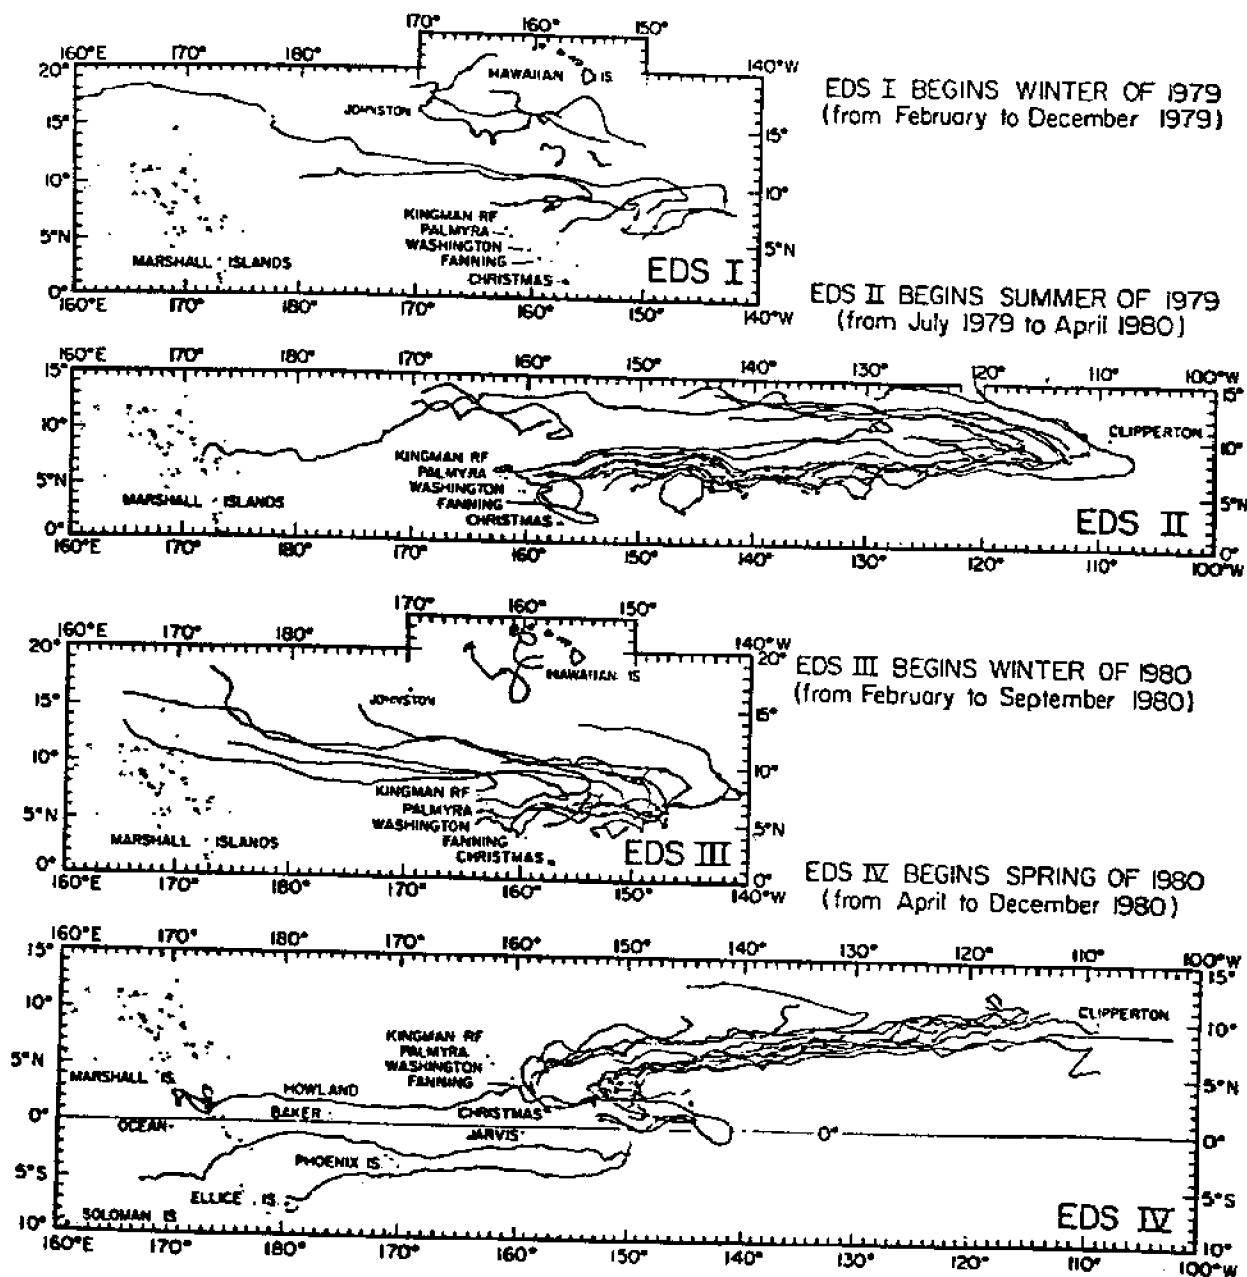 170° 160° 150°
160°E 170° 180° 140°W
20° HAWAIIAN IS.
EDS I BEGINS WINTER OF 1979
(from February to December 1979)
15° JOHNSTON 15°
10° 10°
KINGMAN RF
PALMYRA
5°N WASHINGTON 5°N
MARSHALL ISLANDS FANNING
CHRISTMAS EDS I
0°
160°E 170° 180° 170° 160° 150° 140°W
EDS II BEGINS SUMMER OF 1979
(from July 1979 to April 1980)
160°E 170° 180° 170° 160° 150° 140° 130° 120° 110° 100°W
15° 15°
10° CLIPPERTON 10°
KINGMAN RF
PALMYRA
5°N WASHINGTON 5°N
MARSHALL ISLANDS FANNING
CHRISTMAS EDS II
0° 0°
160°E 170° 180° 170° 160° 150° 140° 130° 120° 110° 100°W
170° 160° 150°
160°E 170° 180° 140°W
20° HAWAIIAN IS 20°
EDS III BEGINS WINTER OF 1980
(from February to September 1980)
15° JOHNSTON 15°
10° 10°
KINGMAN RF
5°N PALMYRA
WASHINGTON 5°N
MARSHALL ISLANDS FANNING
CHRISTMAS EDS III
0° 0°
160°E 170° 180° 170° 160° 150° 140°W
EDS IV BEGINS SPRING OF 1980
(from April to December 1980)
160°E 170° 180° 170° 160° 150° 140° 130° 120° 110° 100°W
15° 15°
10° CLIPPERTON 10°
KINGMAN RF
PALMYRA
5°N WASHINGTON
MARSHALL IS. FANNING 5°N
HOWLAND
0° BAKER CHRISTMAS
OCEAN JARVIS 0° 0°
5°S PHOENIX IS.
ELLICE IS. 5°S
10° SOLOMAN IS. EDS IV 10°
160°E 170° 180° 170° 160° 150° 140° 130° 120° 110° 100°W